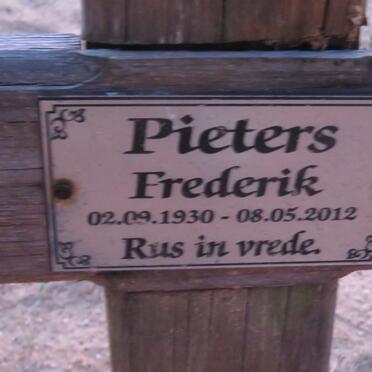 Pieters
Frederik
02.09.1930 - 08.05.2012
Rus in vrede.